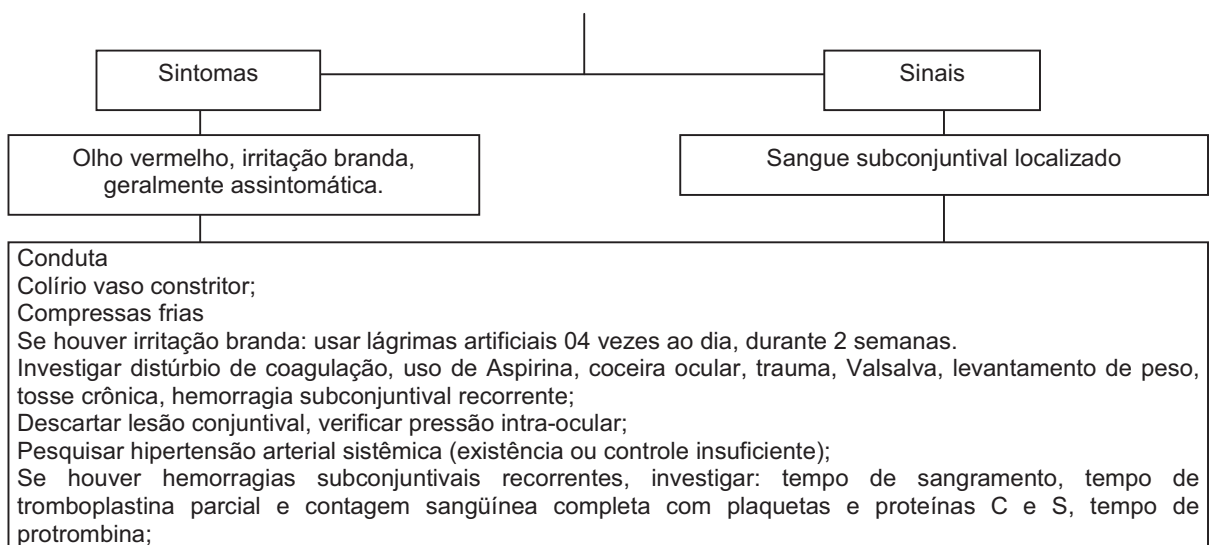 Sintomas
Sinais
Olho vermelho, irritação branda,
geralmente assintomática.
Sangue subconjuntival localizado
Conduta
Colírio vaso constritor;
Compressas frias
Se houver irritação branda: usar lágrimas artificiais 04 vezes ao dia, durante 2 semanas.
Investigar distúrbio de coagulação, uso de Aspirina, coceira ocular, trauma, Valsalva, levantamento de peso,
tosse crônica, hemorragia subconjuntival recorrente;
Descartar lesão conjuntival, verificar pressão intra-ocular;
Pesquisar hipertensão arterial sistêmica (existência ou controle insuficiente);
Se houver hemorragias subconjuntivais recorrentes, investigar: tempo de sangramento, tempo de
tromboplastina parcial e contagem sangüínea completa com plaquetas e proteínas C e S, tempo de
protrombina;